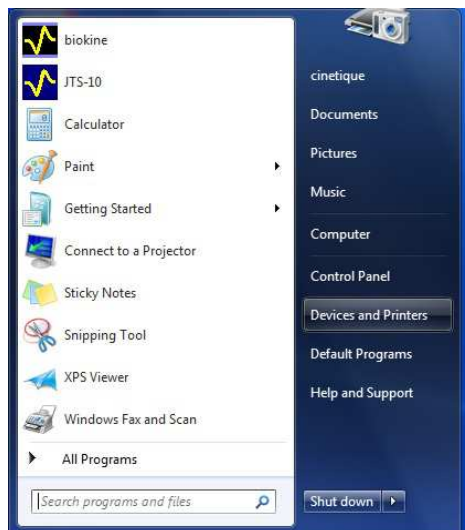 biokine
JTS-10
Calculator
Paint
Getting Started
Connect to a Projector
Sticky Notes
Snipping Tool
XPS Viewer
Windows Fax and Scan
All Programs
Search programs and files
cinetique
Documents
Pictures
Music
Computer
Control Panel
Devices and Printers
Default Programs
Help and Support
Shut down